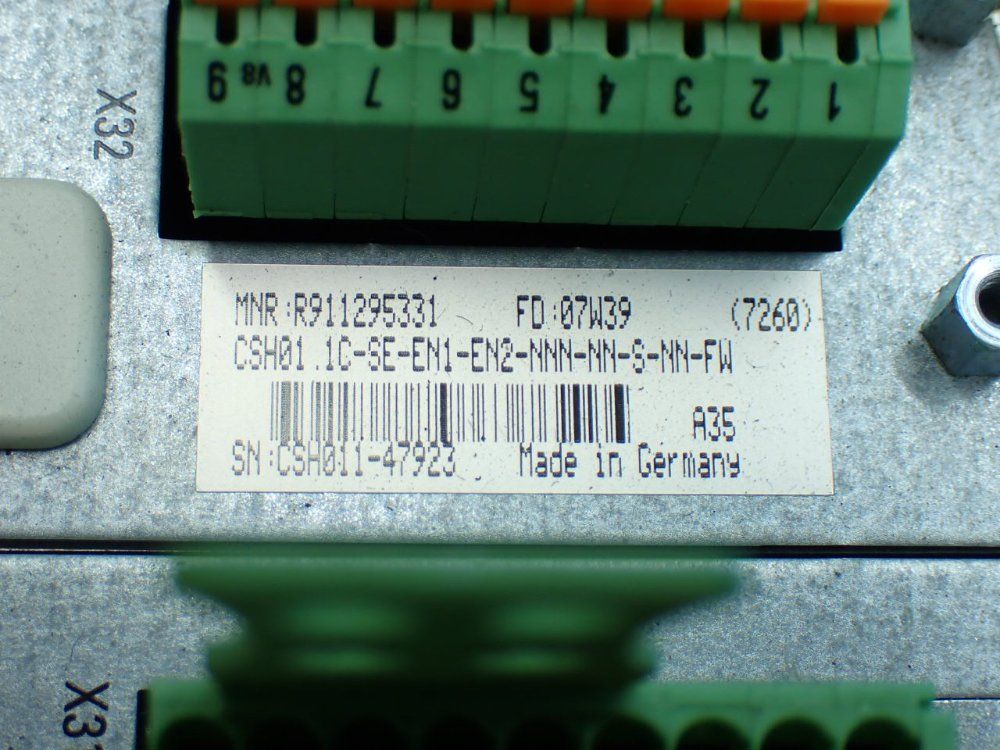 9 8 V8 7 6 5 4 3 2 1
X32
MNR:R911295331 FD:07W39 (7260)
CSH01.1C-SE-EN1-EN2-NNN-NN-S-NN-FW
A35
SN:CSH011-47923 Made in Germany